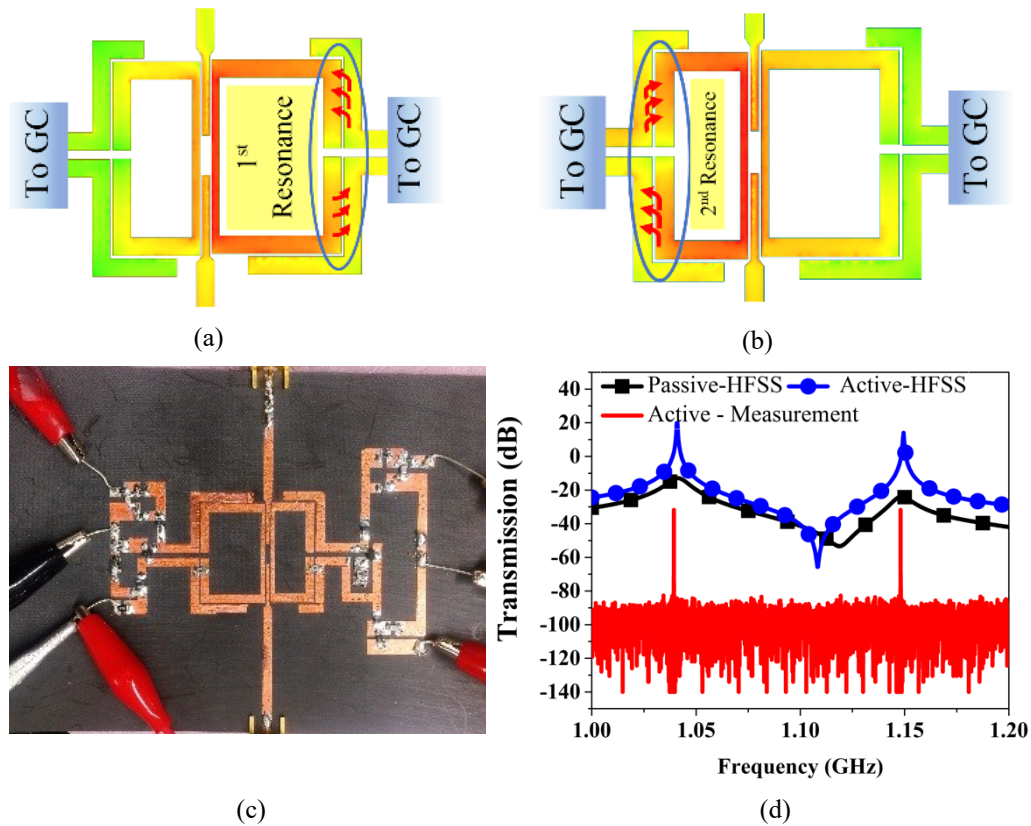 To GC
1st
Resonance
To GC
To GC
2nd Resonance
To GC
(a)
(b)
(c)
Transmission (dB)
40
20
0
-20
-40
-60
-80
-100
-120
-140
Passive-HFSS
Active-HFSS
Active - Measurement
1.00
1.05
1.10
1.15
1.20
Frequency (GHz)
(d)